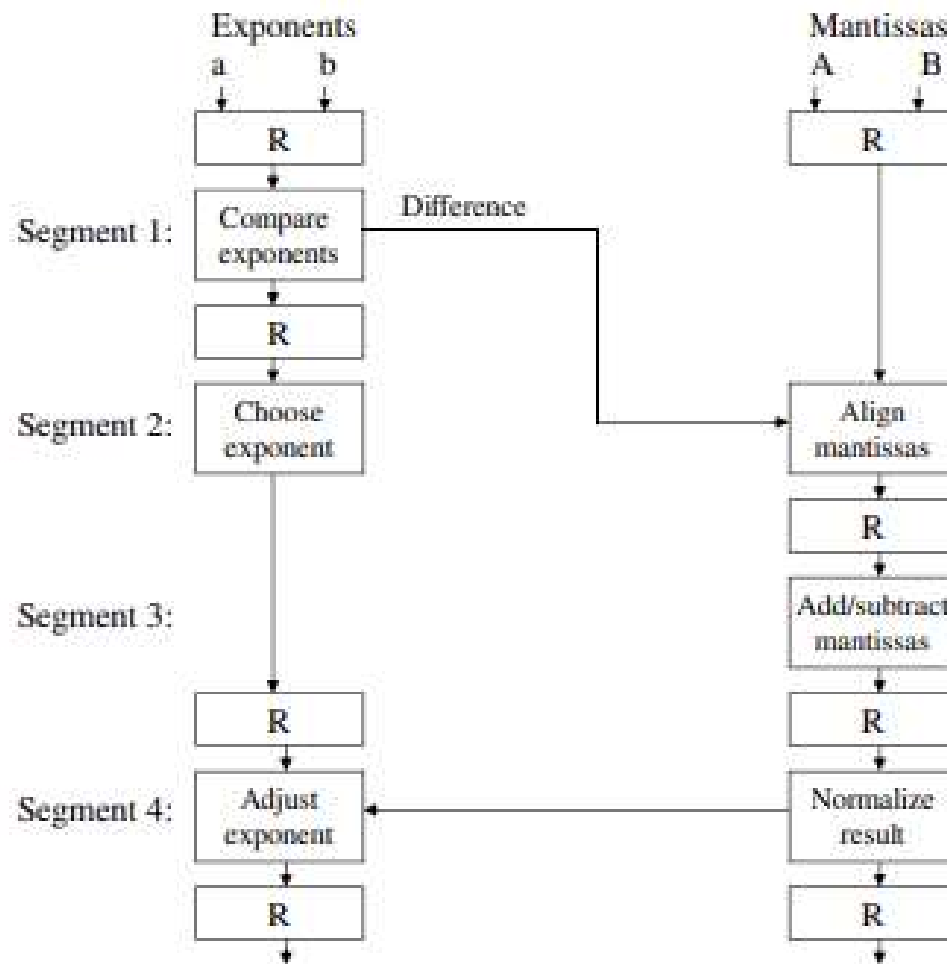 Exponents
Mantissas
a b
A B
R
R
Segment 1:
Compare
exponents
Difference
R
Segment 2:
Choose
exponent
Align
mantissas
R
Segment 3:
Add/subtract
mantissas
R
R
Segment 4:
Adjust
exponent
Normalize
result
R
R